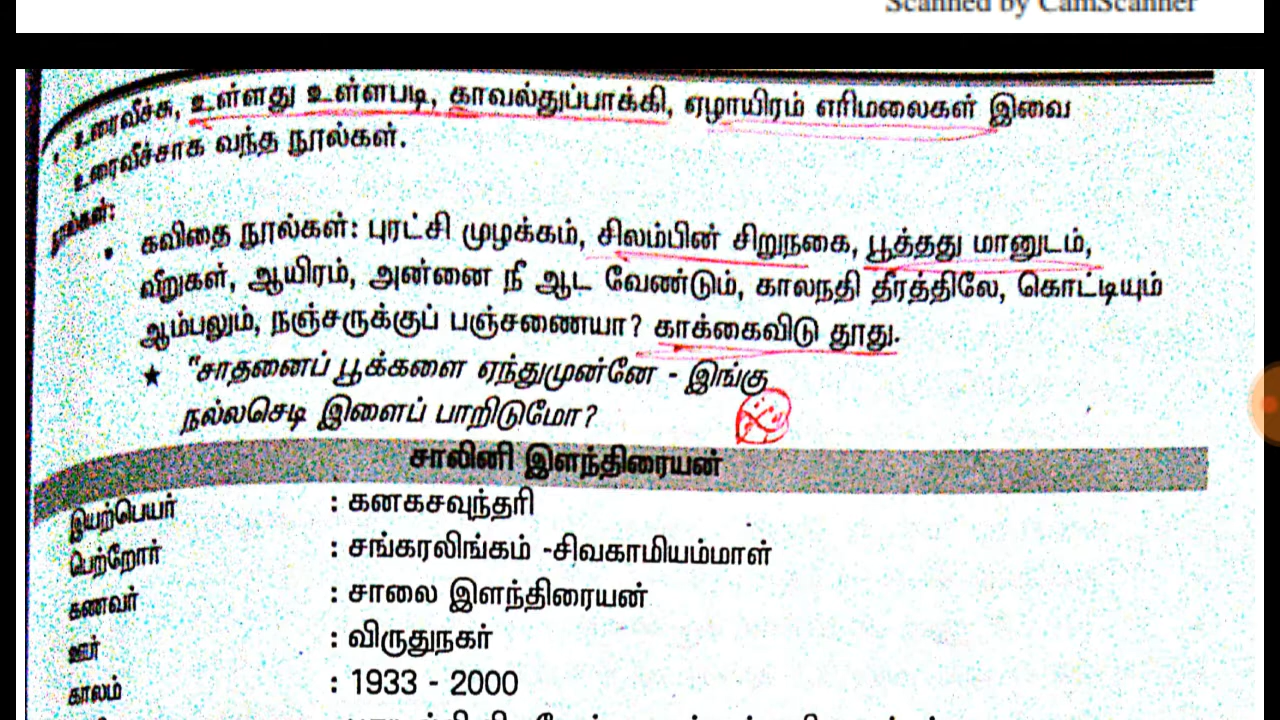 Scanned by CamScanner
உரைவீச்சு, உள்ளது உள்ளபடி, காவல்துப்பாக்கி, ஏழாயிரம் எரிமலைகள் இவை
உரைவீச்சாக வந்த நூல்கள்.
நூல்கள்:
• கவிதை நூல்கள்: புரட்சி முழக்கம், சிலம்பின் சிறுநகை, பூத்தது மானுடம்,
வீறுகள், ஆயிரம், அன்னை நீ ஆட வேண்டும், காலநதி தீரத்திலே, கொட்டியும்
ஆம்பலும், நஞ்சருக்குப் பஞ்சணையா? காக்கைவிடு தூது.
★ "சாதனைப் பூக்களை ஏந்துமுன்னே - இங்கு
நல்லசெடி இளைப் பாறிடுமோ?
சாலினி இளந்திரையன்
இயற்பெயர் : கனகசவுந்தரி
பெற்றோர் : சங்கரலிங்கம் -சிவகாமியம்மாள்
கணவர் : சாலை இளந்திரையன்
ஊர் : விருதுநகர்
காலம் : 1933 - 2000